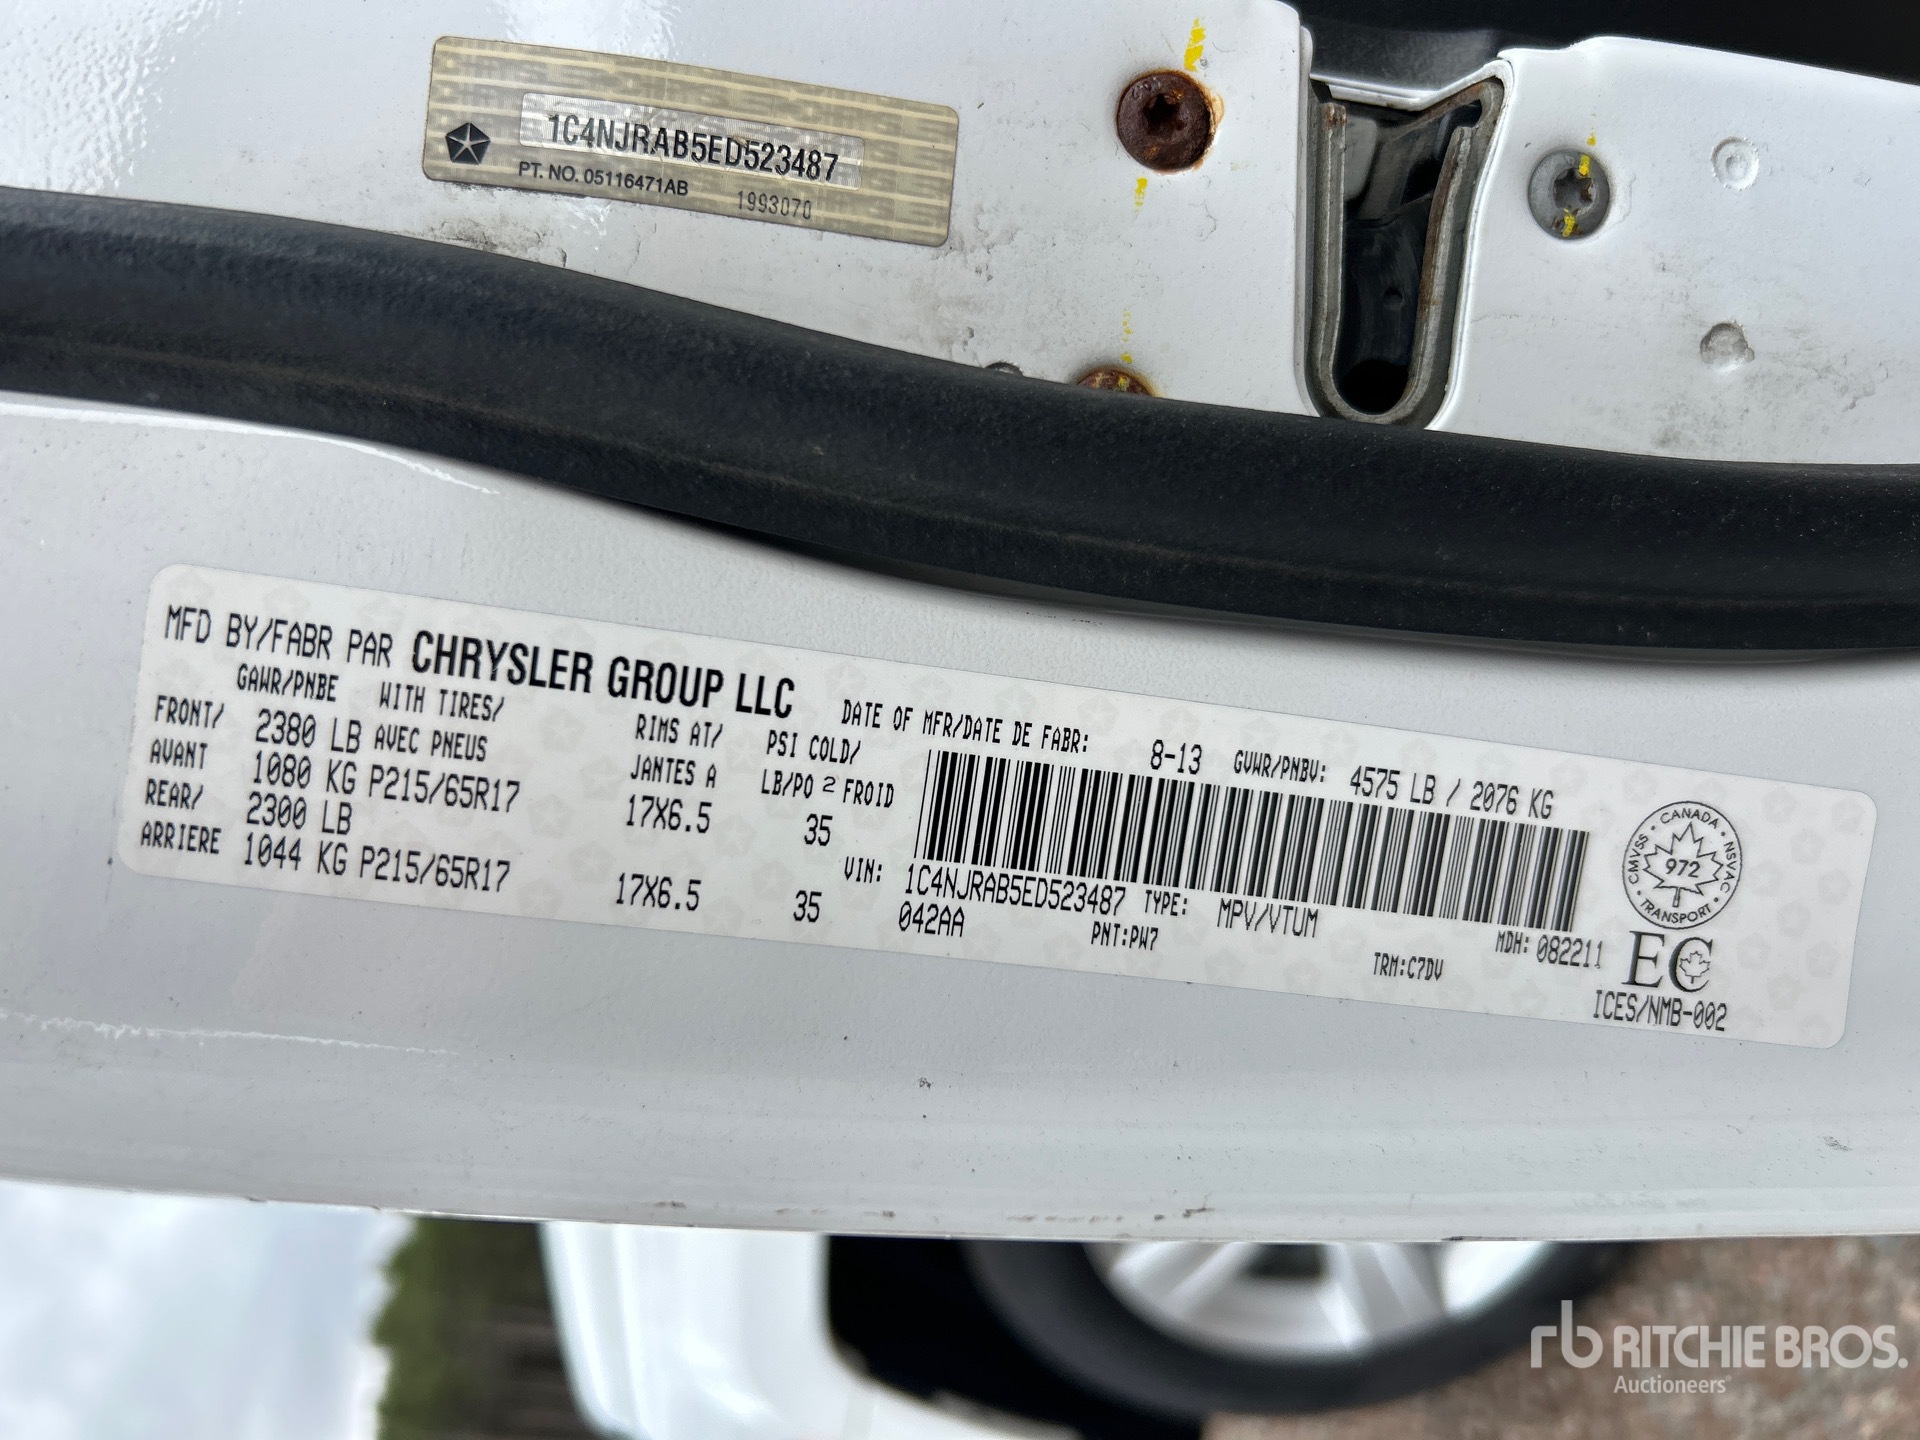 1C4NJRAB5ED523487
PT. NO. 05116471AB 1993070
MFD BY/FABR PAR CHRYSLER GROUP LLC DATE OF MFR/DATE DE FABR: 8-13 GVWR/PNBV: 4575 LB / 2076 KG
GAWR/PNBE WITH TIRES/ RIMS AT/ PSI COLD/
FRONT/ 2380 LB AVEC PNEUS JANTES A LB/PO² FROID
AVANT 1080 KG P215/65R17 17X6.5 35
REAR/ 2300 LB
ARRIERE 1044 KG P215/65R17 17X6.5 35
VIN: 1C4NJRAB5ED523487 TYPE: MPV/VTUM MDH: 082211
042AA PNT:PW7 TRM:C7DV
CANADA · NSVAC · TRANSPORT · CMVSS ·
972
EC
ICES/NMB-002
rb RITCHIE BROS.
Auctioneers